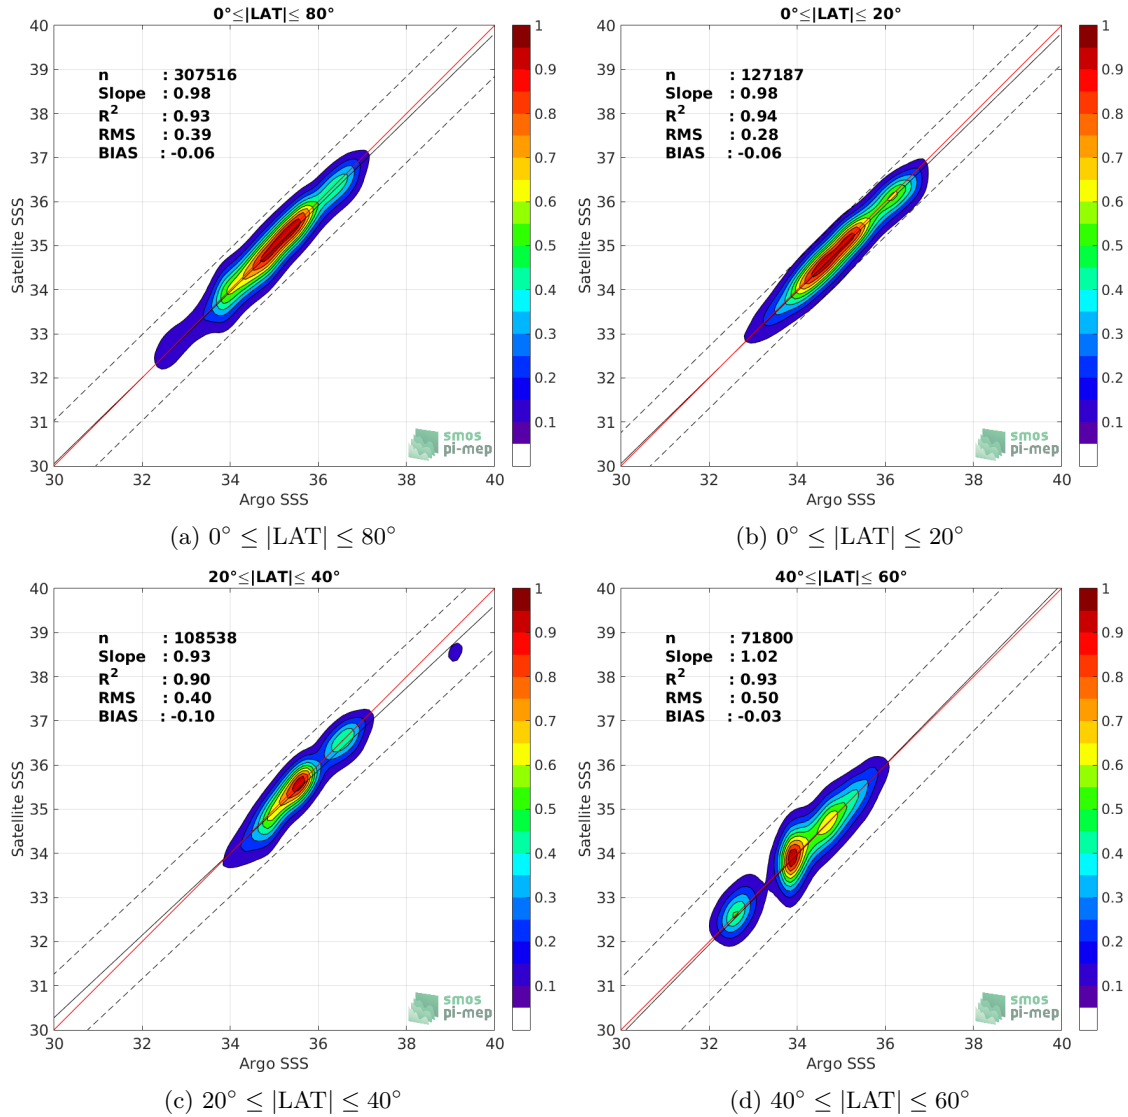 0°≤|LAT|≤ 80°
40
39
38
37
36
35
34
33
32
31
30
Satellite SSS
n : 307516
Slope : 0.98
R2 : 0.93
RMS : 0.39
BIAS : -0.06
smos
pi-mep
30 32 34 36 38 40
Argo SSS
1
0.9
0.8
0.7
0.6
0.5
0.4
0.3
0.2
0.1
(a) 0° ≤ |LAT| ≤ 80°
0°≤|LAT|≤ 20°
40
39
38
37
36
35
34
33
32
31
30
Satellite SSS
n : 127187
Slope : 0.98
R2 : 0.94
RMS : 0.28
BIAS : -0.06
smos
pi-mep
30 32 34 36 38 40
Argo SSS
1
0.9
0.8
0.7
0.6
0.5
0.4
0.3
0.2
0.1
(b) 0° ≤ |LAT| ≤ 20°
20°≤|LAT|≤ 40°
40
39
38
37
36
35
34
33
32
31
30
Satellite SSS
n : 108538
Slope : 0.93
R2 : 0.90
RMS : 0.40
BIAS : -0.10
smos
pi-mep
30 32 34 36 38 40
Argo SSS
1
0.9
0.8
0.7
0.6
0.5
0.4
0.3
0.2
0.1
(c) 20° ≤ |LAT| ≤ 40°
40°≤|LAT|≤ 60°
40
39
38
37
36
35
34
33
32
31
30
Satellite SSS
n : 71800
Slope : 1.02
R2 : 0.93
RMS : 0.50
BIAS : -0.03
smos
pi-mep
30 32 34 36 38 40
Argo SSS
1
0.9
0.8
0.7
0.6
0.5
0.4
0.3
0.2
0.1
(d) 40° ≤ |LAT| ≤ 60°